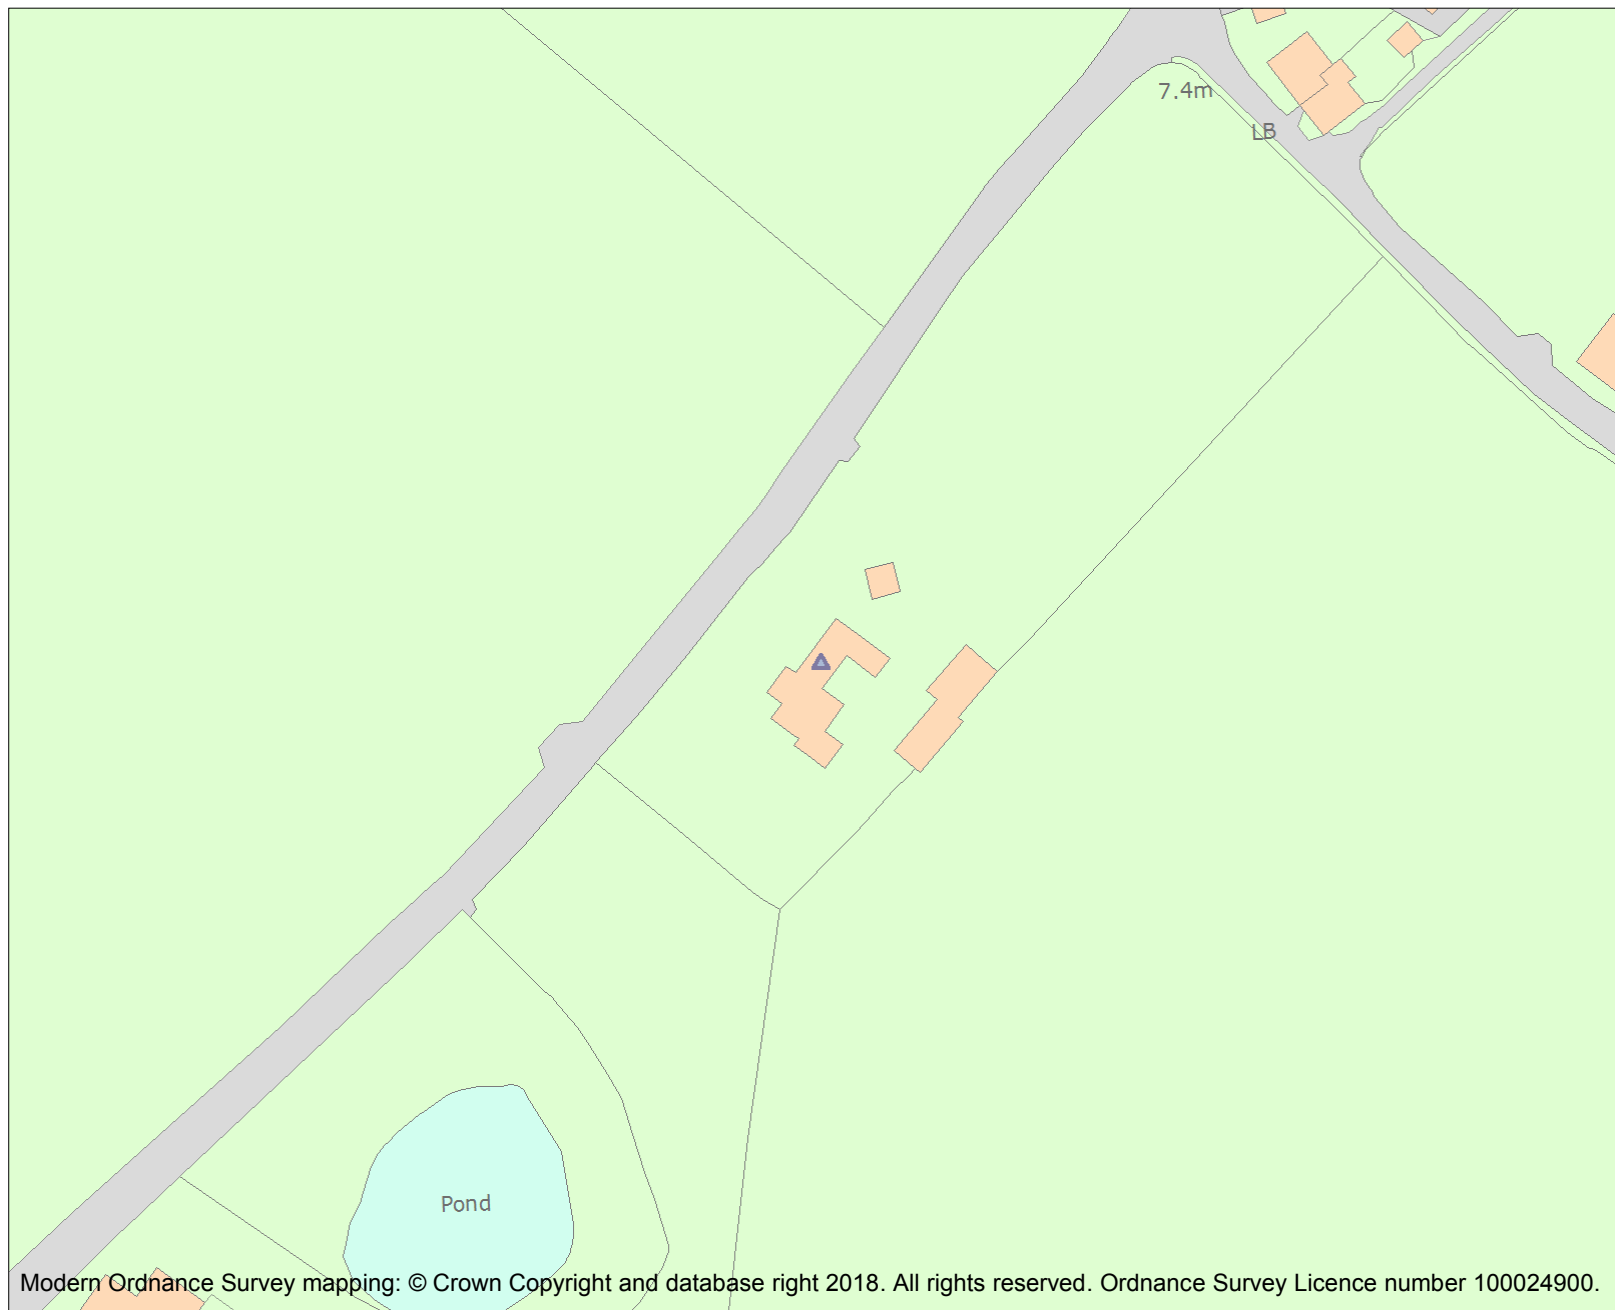 7.4m
LB
Pond
Modern Ordnance Survey mapping: © Crown Copyright and database right 2018. All rights reserved. Ordnance Survey Licence number 100024900.